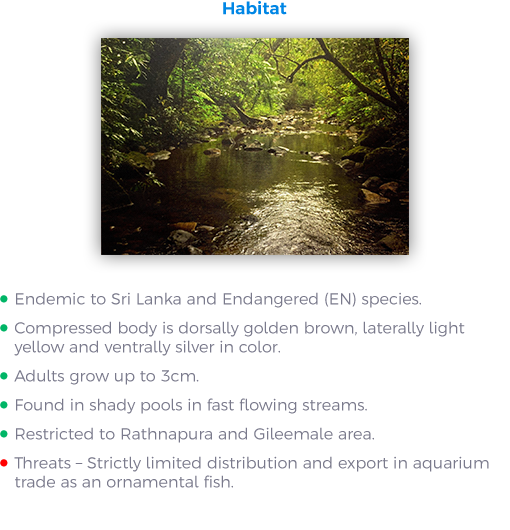 Habitat
Endemic to Sri Lanka and Endangered (EN) species.
Compressed body is dorsally golden brown, laterally light
yellow and ventrally silver in color.
Adults grow up to 3cm.
Found in shady pools in fast flowing streams.
Restricted to Rathnapura and Gileemale area.
Threats – Strictly limited distribution and export in aquarium
trade as an ornamental fish.